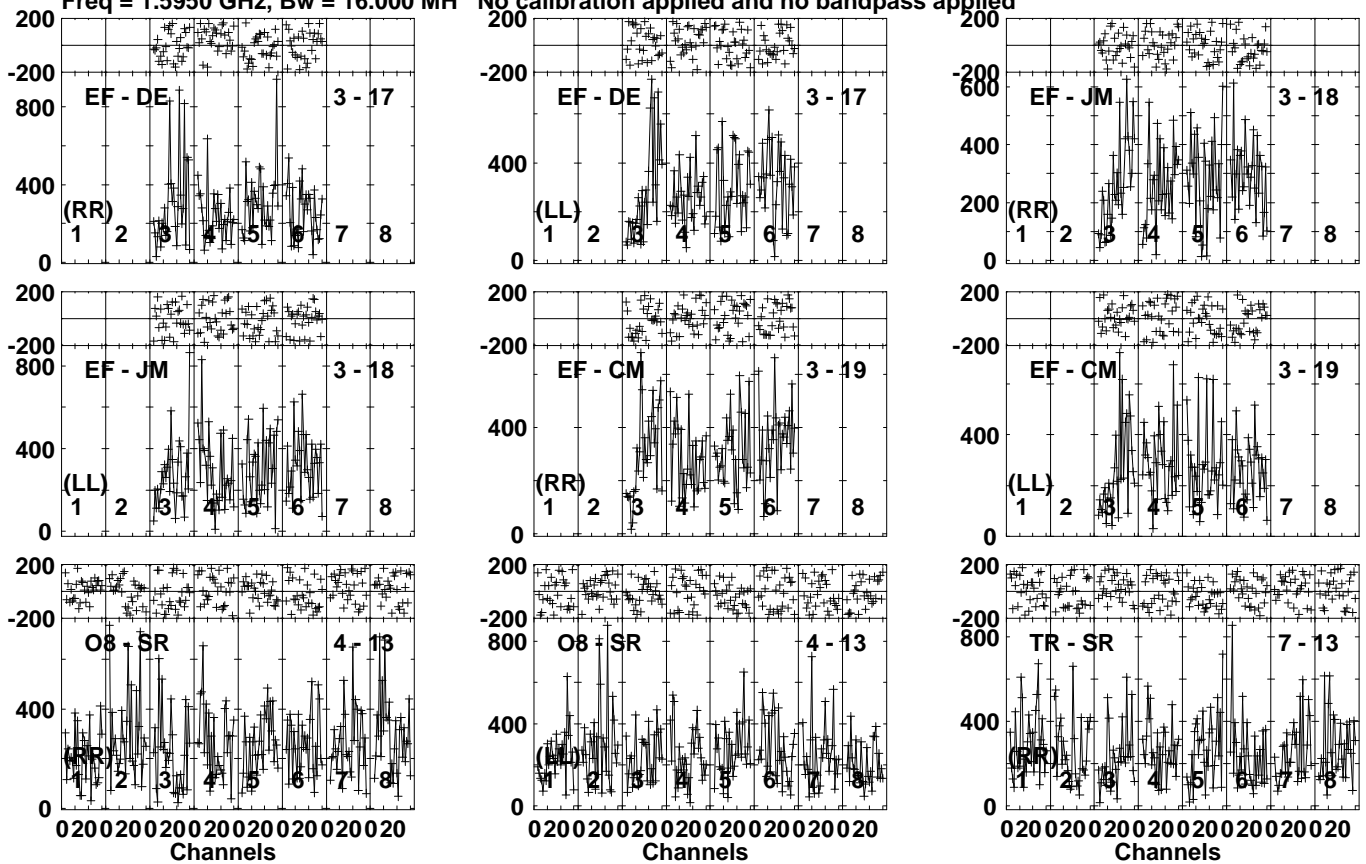 Freq = 1.5950 GHz, Bw = 16.000 MH No calibration applied and no bandpass applied
200
-200
EF - DE 3 - 17
800
400
0
(RR)
1 2 3 4 5 6 7 8
200
-200
EF - DE 3 - 17
400
0
(LL)
1 2 3 4 5 6 7 8
200
-200
EF - JM 3 - 18
600
400
200
0
(RR)
1 2 3 4 5 6 7 8
200
-200
EF - JM 3 - 18
800
400
0
(LL)
1 2 3 4 5 6 7 8
200
-200
EF - CM 3 - 19
400
0
(RR)
1 2 3 4 5 6 7 8
200
-200
EF - CM 3 - 19
400
0
(LL)
1 2 3 4 5 6 7 8
200
-200
O8 - SR 4 - 13
400
0
(RR)
1 2 3 4 5 6 7 8
0 20 0 20 0 20 0 20 0 20 0 20 0 20 0 20
Channels
200
-200
O8 - SR 4 - 13
800
400
0
(LL)
1 2 3 4 5 6 7 8
0 20 0 20 0 20 0 20 0 20 0 20 0 20 0 20
Channels
200
-200
TR - SR 7 - 13
800
400
0
(RR)
1 2 3 4 5 6 7 8
0 20 0 20 0 20 0 20 0 20 0 20 0 20 0 20
Channels